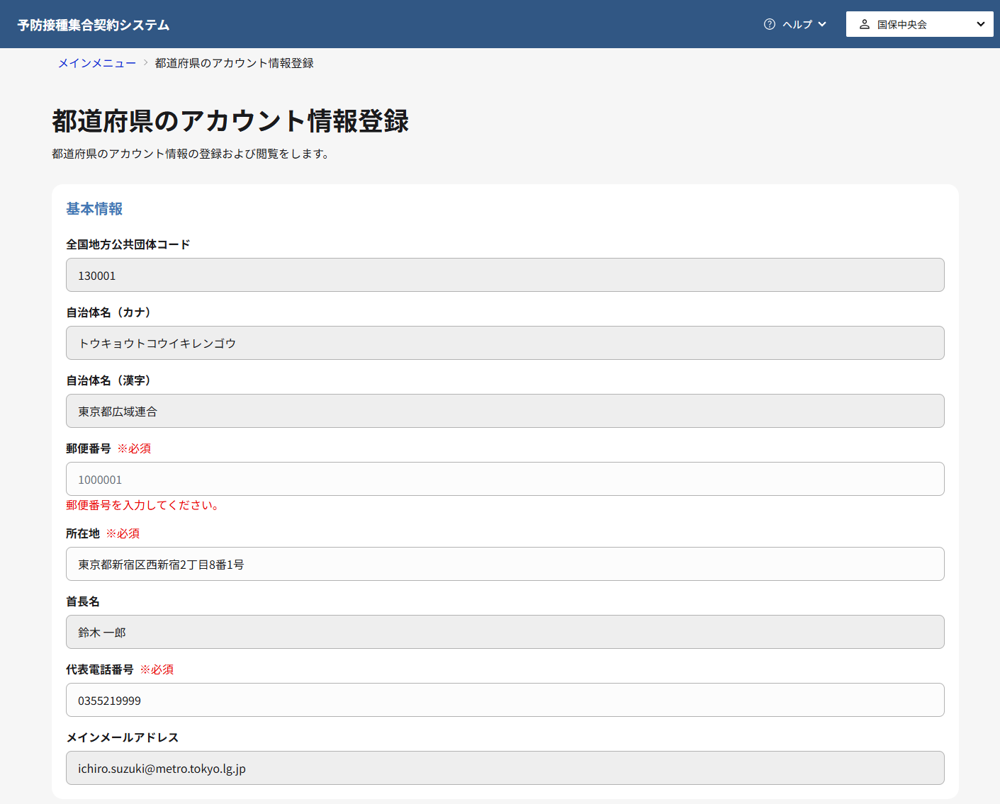 予防接種集合契約システム
ヘルプ
国保中央会
メインメニュー 都道府県のアカウント情報登録
都道府県のアカウント情報登録
都道府県のアカウント情報の登録および閲覧をします。
基本情報
全国地方公共団体コード
130001
自治体名（カナ）
トウキョウトコウイキレンゴウ
自治体名（漢字）
東京都広域連合
郵便番号 ※必須
1000001
郵便番号を入力してください。
所在地 ※必須
東京都新宿区西新宿2丁目8番1号
首長名
鈴木 一郎
代表電話番号 ※必須
0355219999
メインメールアドレス
ichiro.suzuki@metro.tokyo.lg.jp